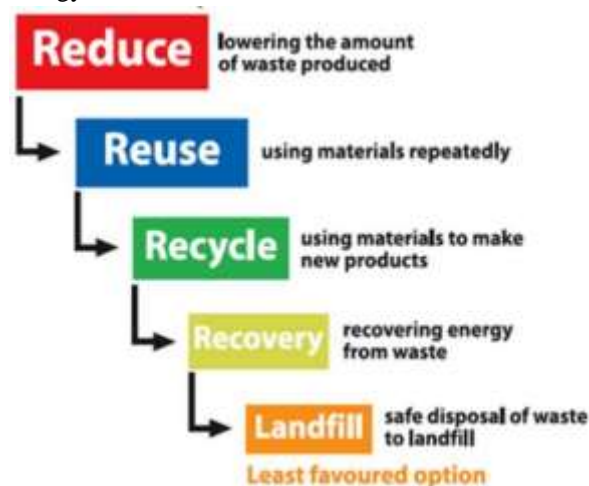 Reduce
lowering the amount
of waste produced
Reuse
using materials repeatedly
Recycle
using materials to make
new products
Recovery
recovering energy
from waste
Landfill
safe disposal of waste
to landfill
Least favoured option